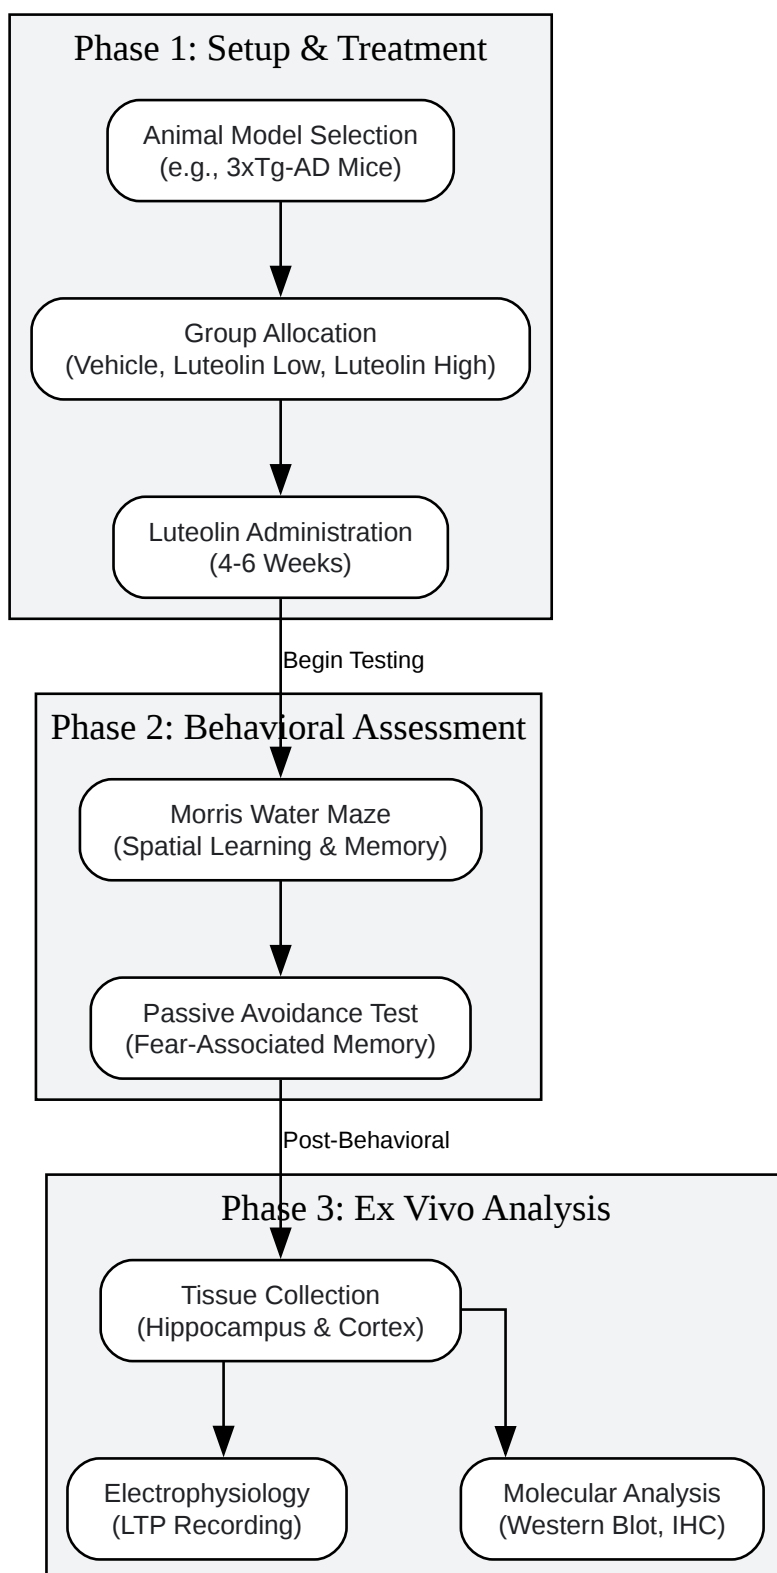 Phase 1: Setup & Treatment
Animal Model Selection
(e.g., 3xTg-AD Mice)
Group Allocation
(Vehicle, Luteolin Low, Luteolin High)
Luteolin Administration
(4-6 Weeks)
Begin Testing
Phase 2: Behavioral Assessment
Morris Water Maze
(Spatial Learning & Memory)
Passive Avoidance Test
(Fear-Associated Memory)
Post-Behavioral
Phase 3: Ex Vivo Analysis
Tissue Collection
(Hippocampus & Cortex)
Electrophysiology
(LTP Recording)
Molecular Analysis
(Western Blot, IHC)